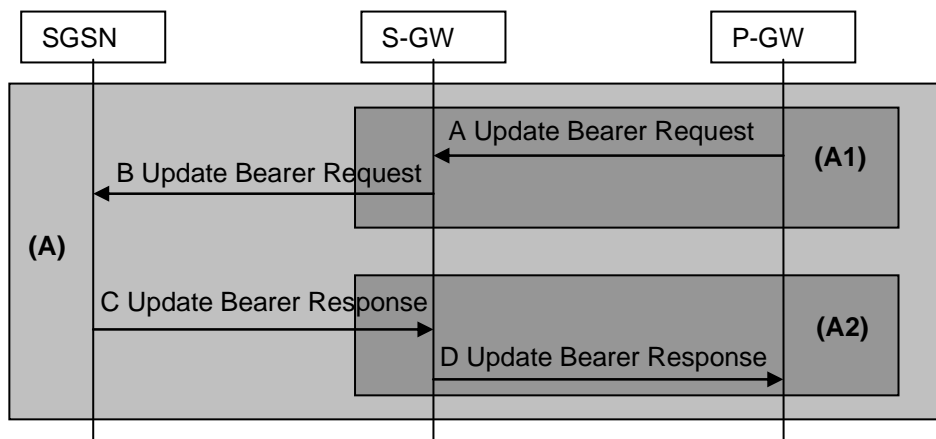 SGSN
S-GW
P-GW
A Update Bearer Request
(A1)
B Update Bearer Request
(A)
C Update Bearer Response
(A2)
D Update Bearer Response